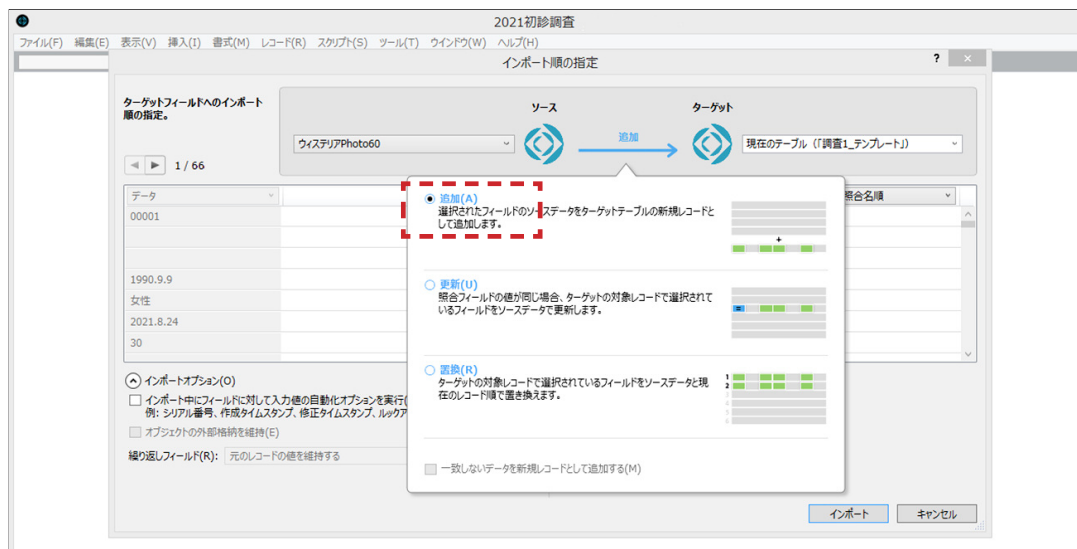 2021初診調査
ファイル(F) 編集(E) 表示(V) 挿入(I) 書式(M) レコード(R) スクリプト(S) ツール(T) ウインドウ(W) ヘルプ(H)
インポート順の指定
?
ターゲットフィールドへのインポート
順の指定。
ソース
ターゲット
ウィステリアPhoto60
追加
現在のテーブル (「調査1_テンプレート」)
1 / 66
データ
照合名順
00001
1990.9.9
女性
2021.8.24
30
追加(A)
選択されたフィールドのソースデータをターゲットテーブルの新規レコードと
して追加します。
+
更新(U)
照合フィールドの値が同じ場合、ターゲットの対象レコードで選択されて
いるフィールドをソースデータで更新します。
=
置換(R)
ターゲットの対象レコードで選択されているフィールドをソースデータと現
在のレコード順で置き換えます。
1
2
3
4
5
6
一致しないデータを新規レコードとして追加する(M)
インポートオプション(O)
インポート中にフィールドに対して入力値の自動化オプションを実行(
例: シリアル番号、作成タイムスタンプ、修正タイムスタンプ、ルックア
オブジェクトの外部格納を維持(E)
繰り返しフィールド(R): 元のレコードの値を維持する
インポート
キャンセル